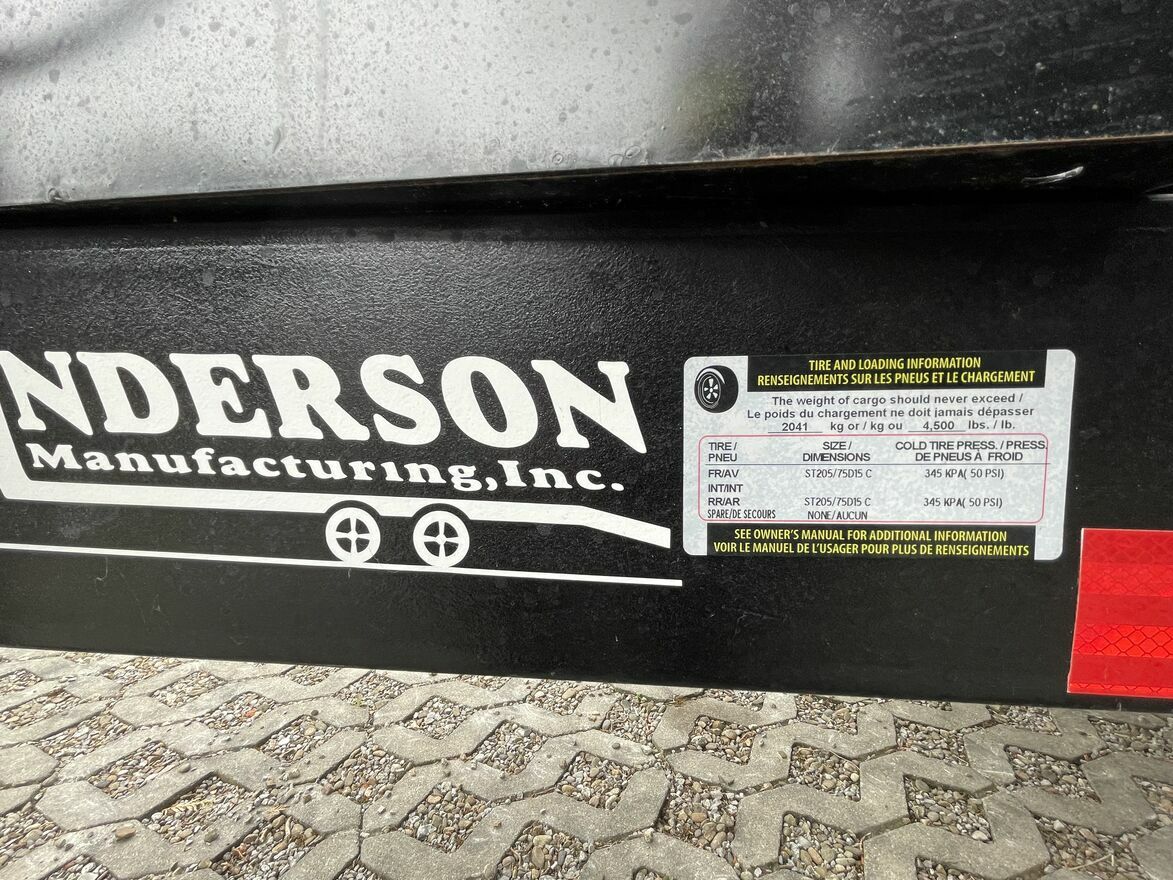 NDERSON
Manufacturing, Inc.
TIRE AND LOADING INFORMATION
RENSEIGNEMENTS SUR LES PNEUS ET LE CHARGEMENT
The weight of cargo should never exceed /
Le poids du chargement ne doit jamais dépasser
2041 kg or / kg ou 4,500 lbs. / lb.
TIRE / SIZE / COLD TIRE PRESS. / PRESS.
PNEU DIMENSIONS DE PNEUS À FROID
FR/AV ST205/75D15 C 345 KPA( 50 PSI)
INT/INT
RR/AR ST205/75D15 C 345 KPA( 50 PSI)
SPARE/DE SECOURS NONE/AUCUN
SEE OWNER'S MANUAL FOR ADDITIONAL INFORMATION
VOIR LE MANUEL DE L'USAGER POUR PLUS DE RENSEIGNEMENTS